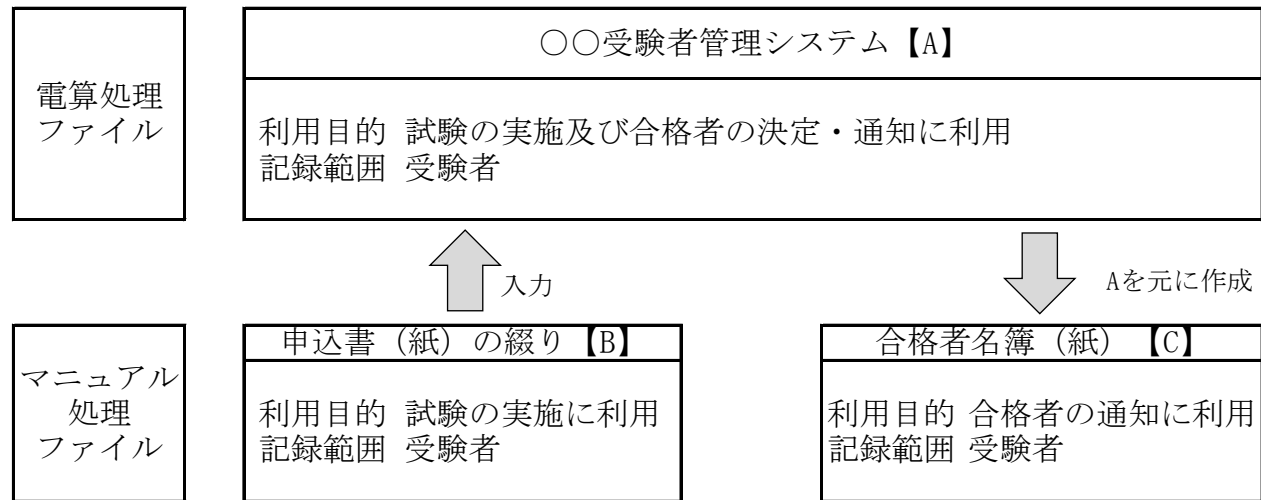 電算処理
ファイル
○○受験者管理システム【A】
利用目的 試験の実施及び合格者の決定・通知に利用
記録範囲 受験者
入力
Aを元に作成
マニュアル
処理
ファイル
申込書（紙）の綴り【B】
利用目的 試験の実施に利用
記録範囲 受験者
合格者名簿（紙）【C】
利用目的 合格者の通知に利用
記録範囲 受験者